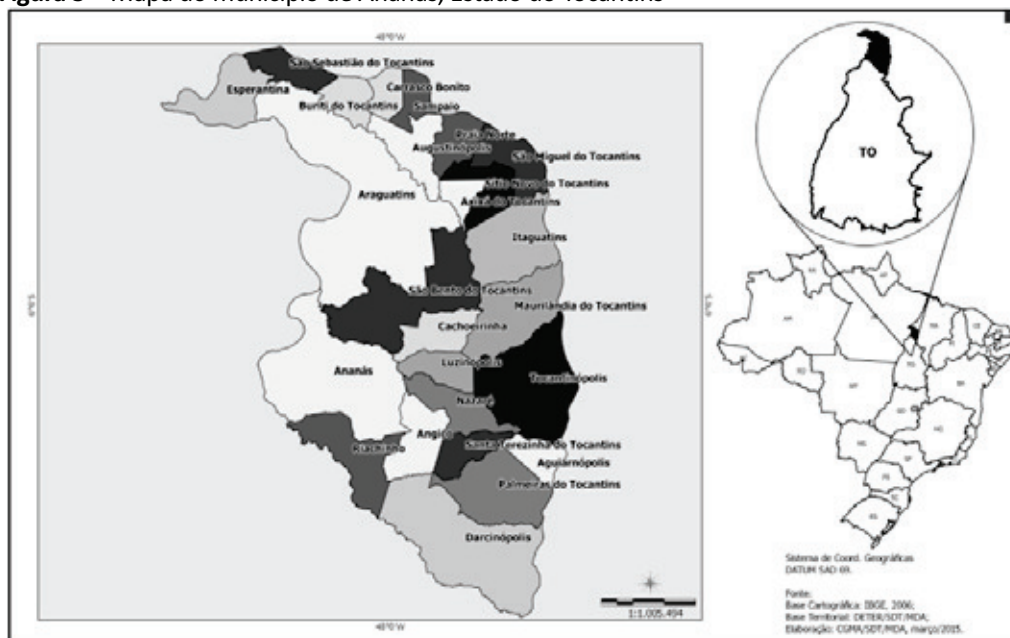 Figura 3 – Mapa do Município de Ananás, Estado do Tocantins
48°0'W
São Sebastião do Tocantins
Esperantina
Carrasco Bonito
Buriti do Tocantins
Sampaio
Praia Norte
Augustinópolis
São Miguel do Tocantins
Sítio Novo do Tocantins
Araguatins
Axixá do Tocantins
Itaguatins
São Bento do Tocantins
6°0'S
6°0'S
Maurilândia do Tocantins
Cachoeirinha
Luzinópolis
Ananás
Tocantinópolis
Nazaré
Angico
Riachinho
Santa Terezinha do Tocantins
Aguiarnópolis
Palmeiras do Tocantins
Darcinópolis
1:1.005.494
48°0'W
TO
Sistema de Coord. Geográficas
DATUM SAD 69.
Fonte:
Base Cartográfica: IBGE, 2006;
Base Territorial: DETER/SDT/MDA;
Elaboração: CGMA/SDT/MDA, março/2015.